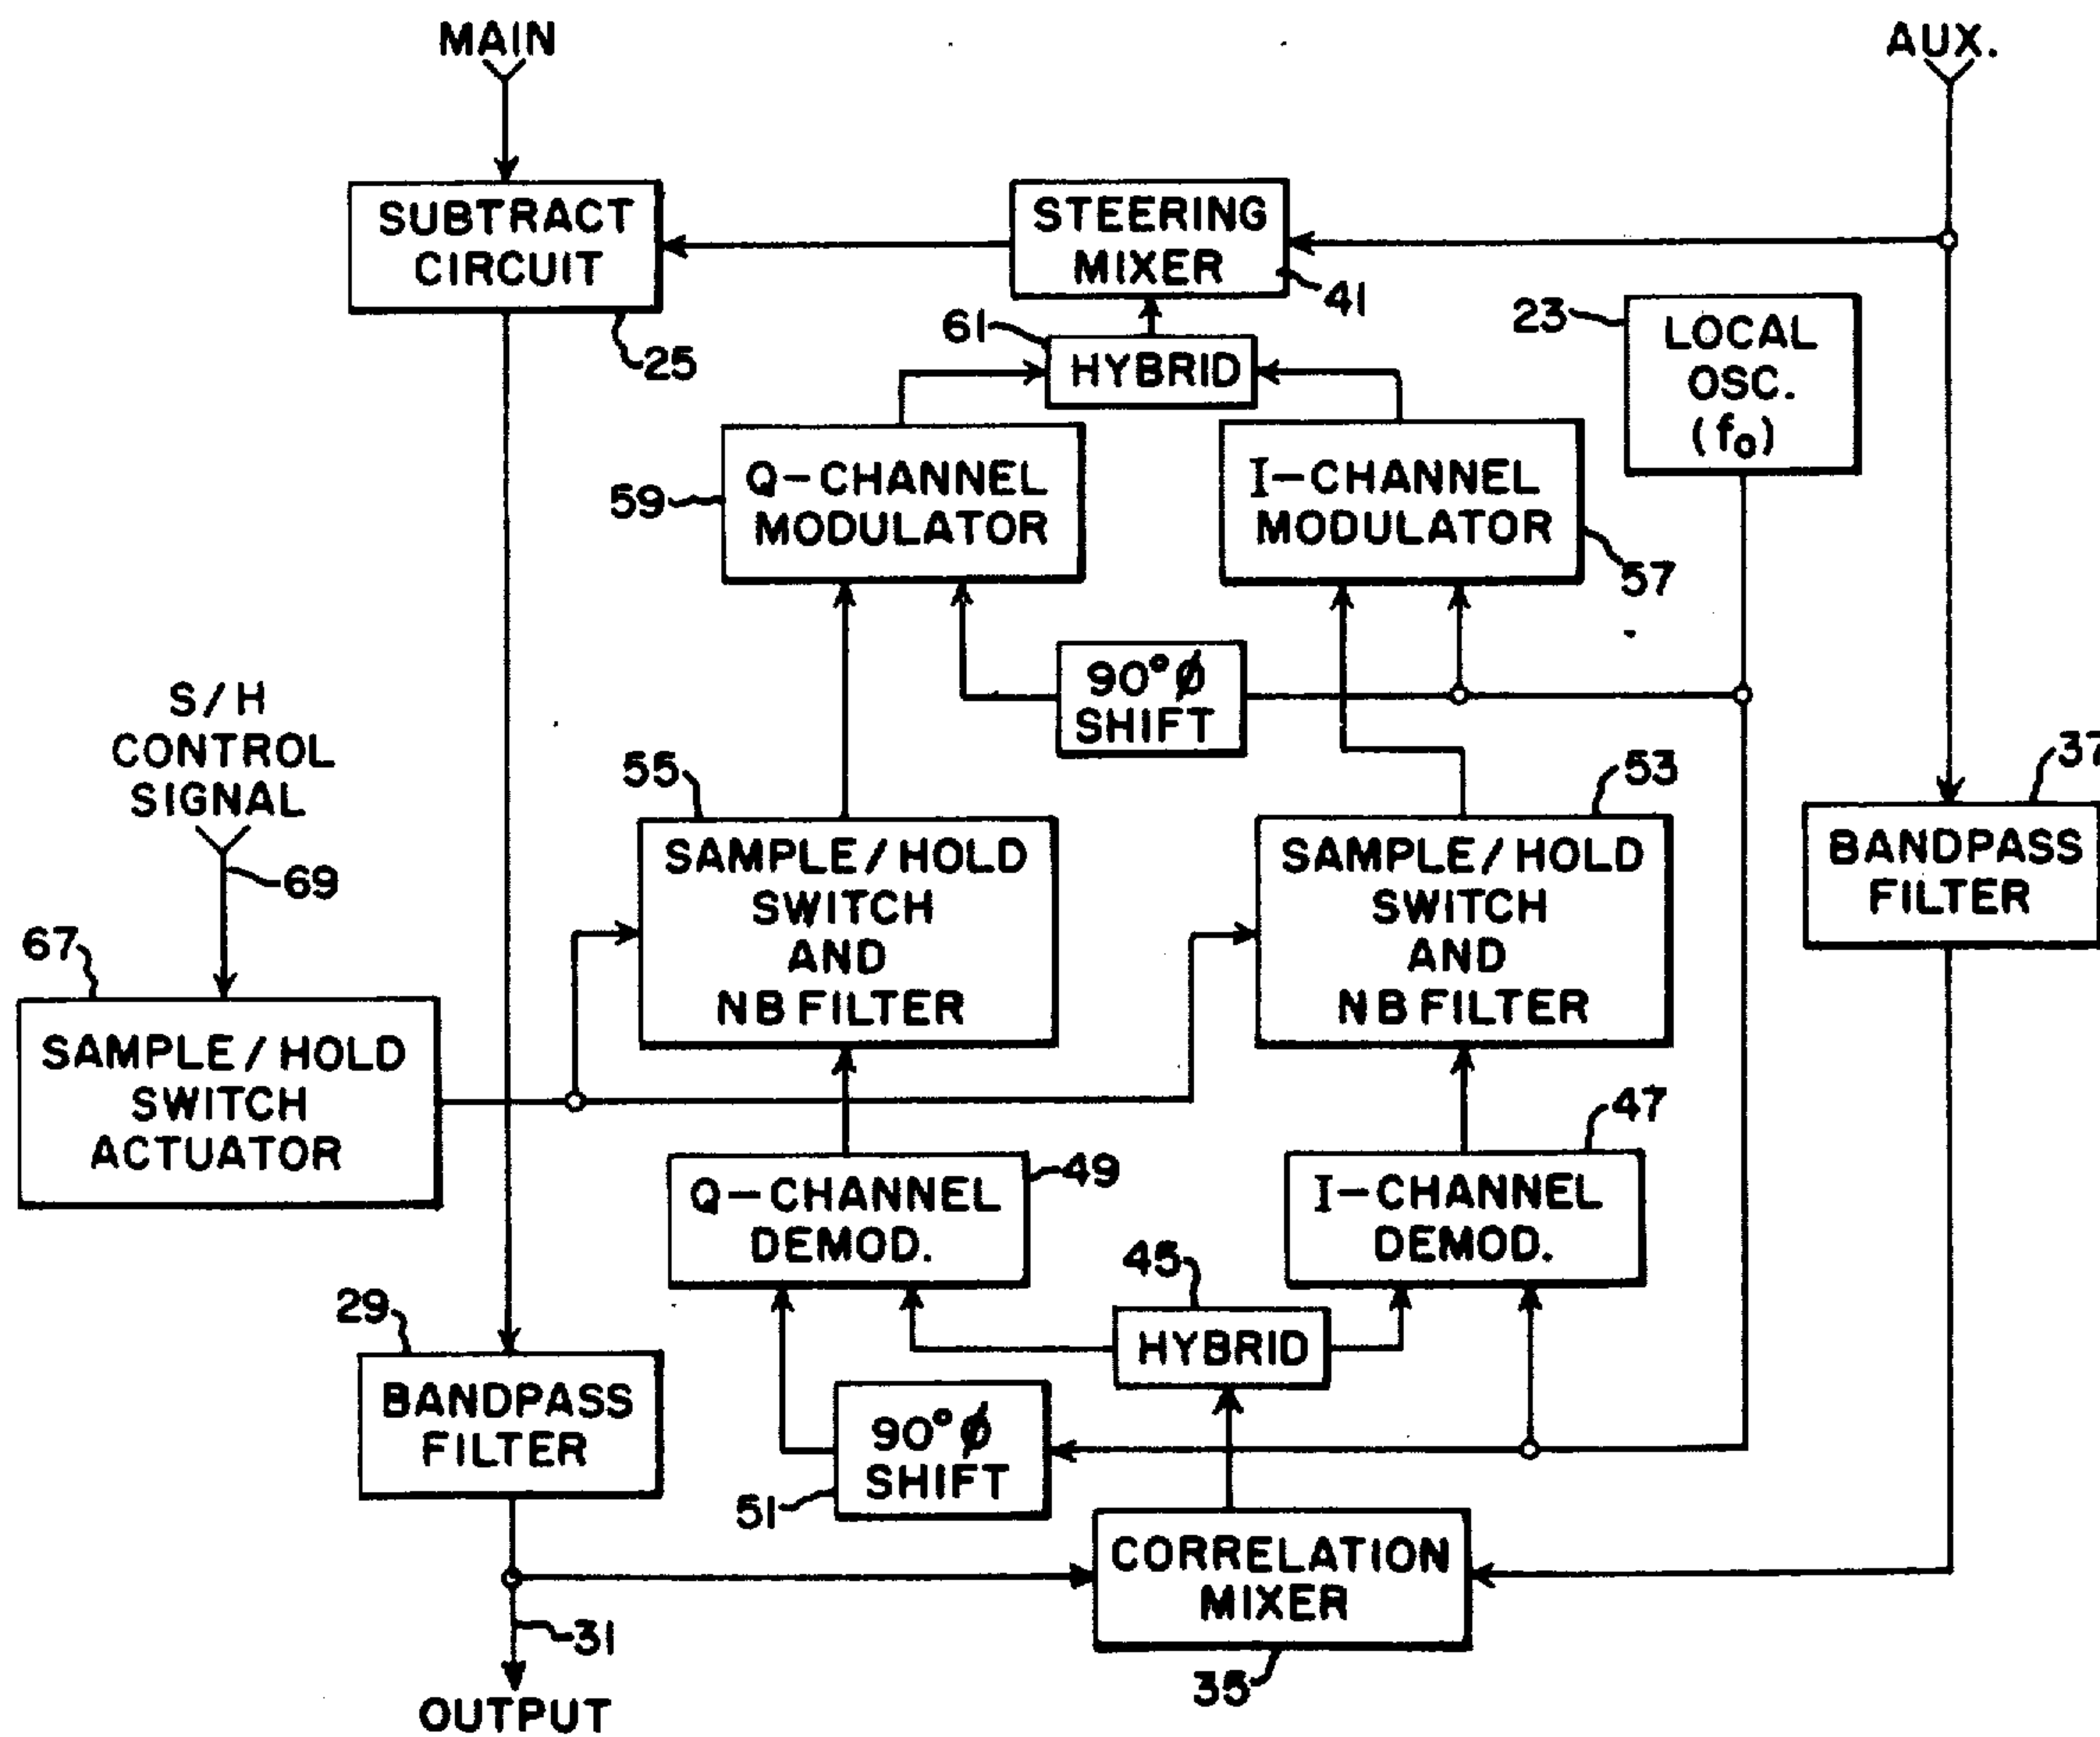 MAIN
AUX.
SUBTRACT
CIRCUIT
25
STEERING
MIXER
41
61
HYBRID
23
LOCAL
OSC.
(fo)
59
Q-CHANNEL
MODULATOR
I-CHANNEL
MODULATOR
57
90°ϕ
SHIFT
S/H
CONTROL
SIGNAL
69
55
SAMPLE/HOLD
SWITCH
AND
NB FILTER
53
SAMPLE/HOLD
SWITCH
AND
NB FILTER
37
BANDPASS
FILTER
67
SAMPLE/HOLD
SWITCH
ACTUATOR
49
Q-CHANNEL
DEMOD.
47
I-CHANNEL
DEMOD.
45
HYBRID
29
BANDPASS
FILTER
90°ϕ
SHIFT
51
CORRELATION
MIXER
35
31
OUTPUT